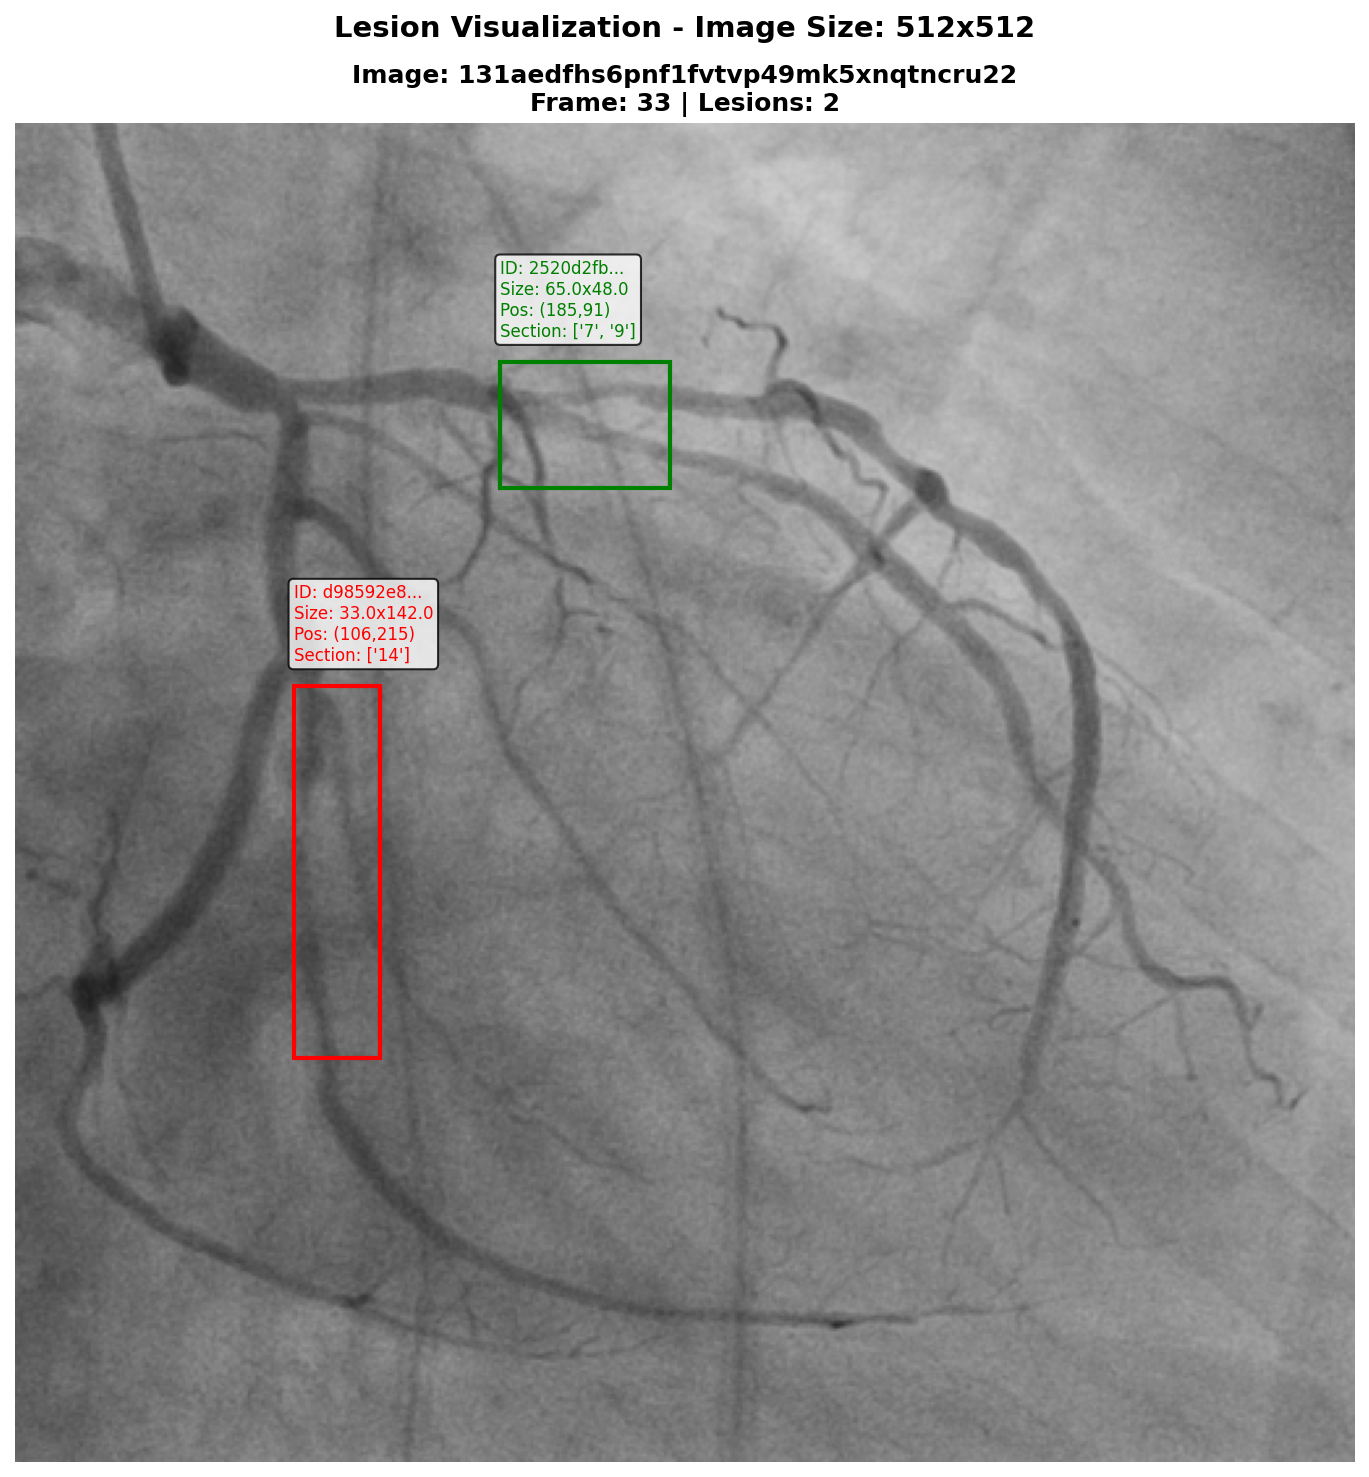 Lesion Visualization - Image Size: 512x512
Image: 131aedfhs6pnf1fvtvp49mk5xnqtncru22
Frame: 33 | Lesions: 2
ID: 2520d2fb...
Size: 65.0x48.0
Pos: (185,91)
Section: ['7', '9']
ID: d98592e8...
Size: 33.0x142.0
Pos: (106,215)
Section: ['14']